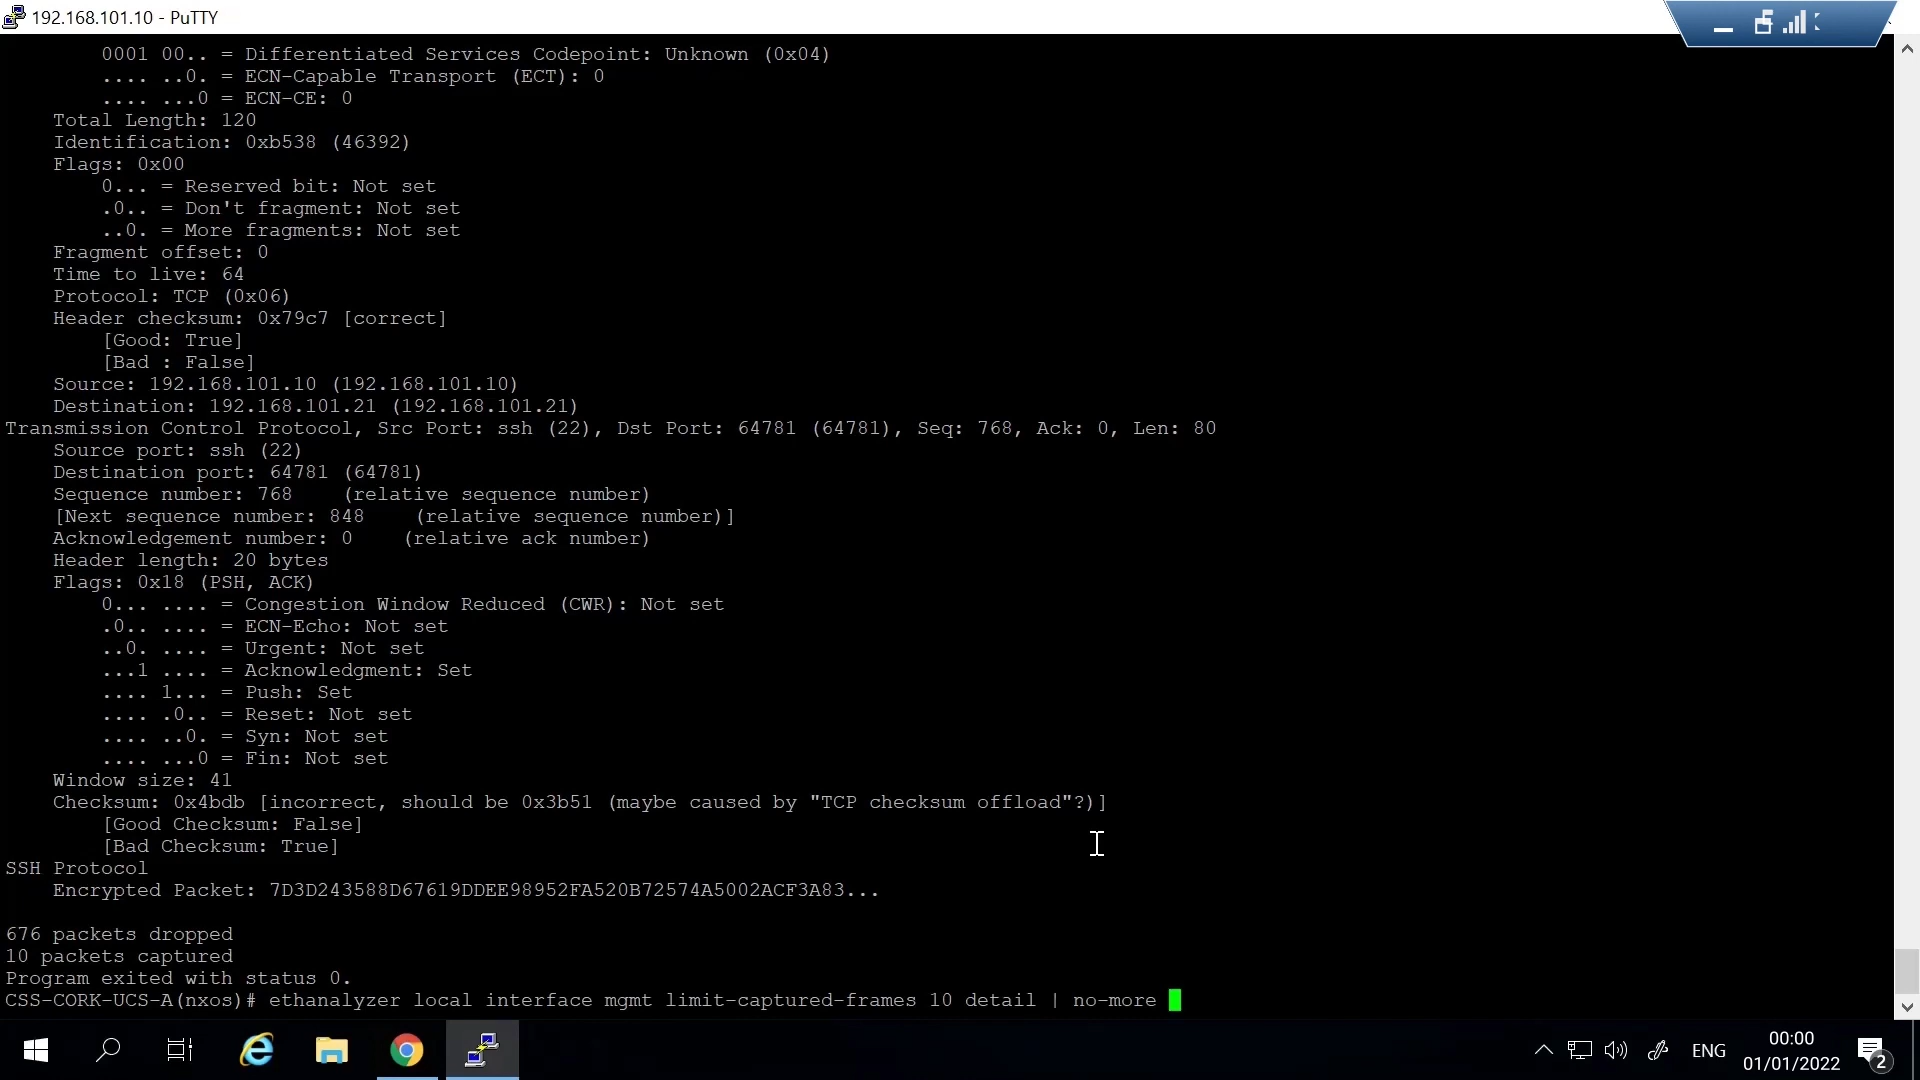 192.168.101.10 - PuTTY
0001 00.. = Differentiated Services Codepoint: Unknown (0x04)
.... ..0. = ECN-Capable Transport (ECT): 0
.... ...0 = ECN-CE: 0
Total Length: 120
Identification: 0xb538 (46392)
Flags: 0x00
0... = Reserved bit: Not set
.0.. = Don't fragment: Not set
..0. = More fragments: Not set
Fragment offset: 0
Time to live: 64
Protocol: TCP (0x06)
Header checksum: 0x79c7 [correct]
[Good: True]
[Bad : False]
Source: 192.168.101.10 (192.168.101.10)
Destination: 192.168.101.21 (192.168.101.21)
Transmission Control Protocol, Src Port: ssh (22), Dst Port: 64781 (64781), Seq: 768, Ack: 0, Len: 80
Source port: ssh (22)
Destination port: 64781 (64781)
Sequence number: 768    (relative sequence number)
[Next sequence number: 848    (relative sequence number)]
Acknowledgement number: 0    (relative ack number)
Header length: 20 bytes
Flags: 0x18 (PSH, ACK)
0... .... = Congestion Window Reduced (CWR): Not set
.0.. .... = ECN-Echo: Not set
..0. .... = Urgent: Not set
...1 .... = Acknowledgment: Set
.... 1... = Push: Set
.... .0.. = Reset: Not set
.... ..0. = Syn: Not set
.... ...0 = Fin: Not set
Window size: 41
Checksum: 0x4bdb [incorrect, should be 0x3b51 (maybe caused by "TCP checksum offload"?)]
[Good Checksum: False]
[Bad Checksum: True]
SSH Protocol
Encrypted Packet: 7D3D243588D67619DDEE98952FA520B72574A5002ACF3A83...
676 packets dropped
10 packets captured
Program exited with status 0.
CSS-CORK-UCS-A(nxos)# ethanalyzer local interface mgmt limit-captured-frames 10 detail | no-more
ENG
00:00
01/01/2022
2